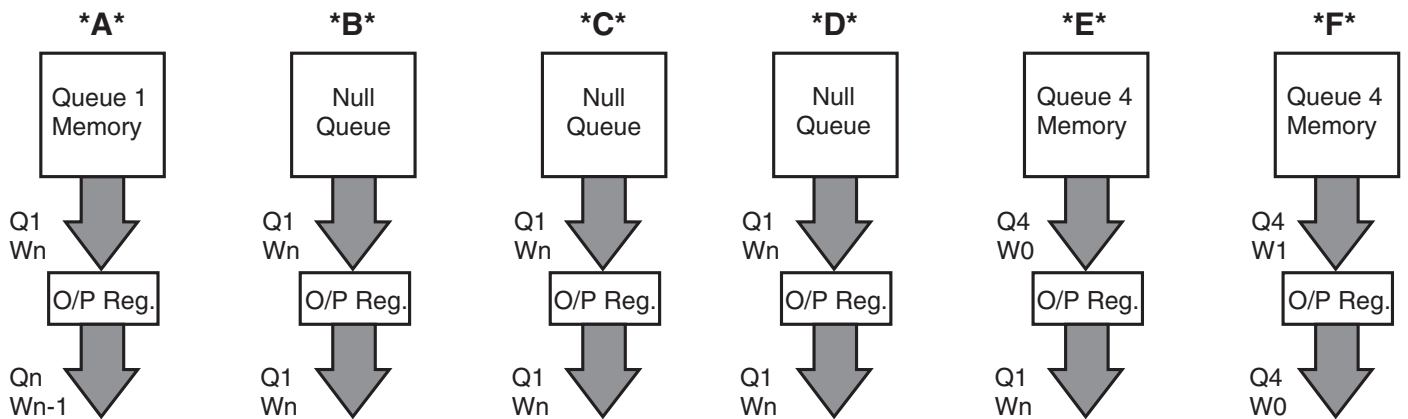 *A*
*B*
*C*
*D*
*E*
*F*
Queue 1
Memory
Null
Queue
Null
Queue
Null
Queue
Queue 4
Memory
Queue 4
Memory
Q1
Wn
Q1
Wn
Q1
Wn
Q1
Wn
Q4
W0
Q4
W1
O/P Reg.
O/P Reg.
O/P Reg.
O/P Reg.
O/P Reg.
O/P Reg.
Qn
Wn-1
Q1
Wn
Q1
Wn
Q1
Wn
Q1
Wn
Q4
W0